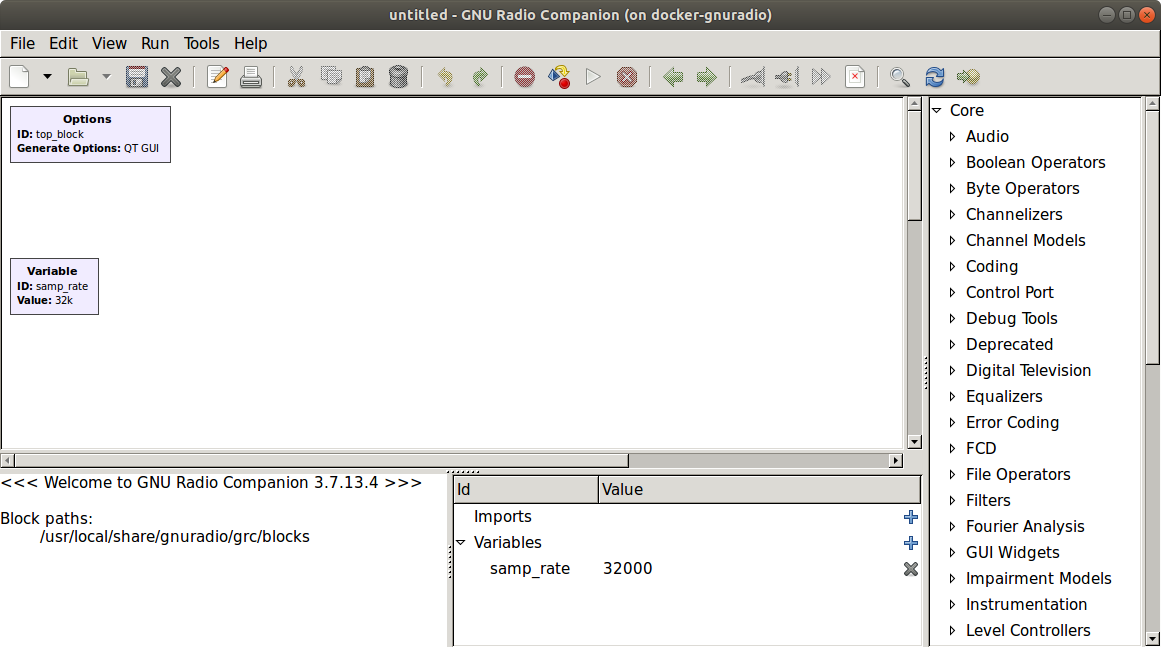 untitled - GNU Radio Companion (on docker-gnuradio)
File Edit View Run Tools Help
Options
ID: top_block
Generate Options: QT GUI
Variable
ID: samp_rate
Value: 32k
Core
Audio
Boolean Operators
Byte Operators
Channelizers
Channel Models
Coding
Control Port
Debug Tools
Deprecated
Digital Television
Equalizers
Error Coding
FCD
File Operators
Filters
Fourier Analysis
GUI Widgets
Impairment Models
Instrumentation
Level Controllers
<<< Welcome to GNU Radio Companion 3.7.13.4 >>>
Block paths:
/usr/local/share/gnuradio/grc/blocks
Id Value
Imports
Variables
samp_rate 32000